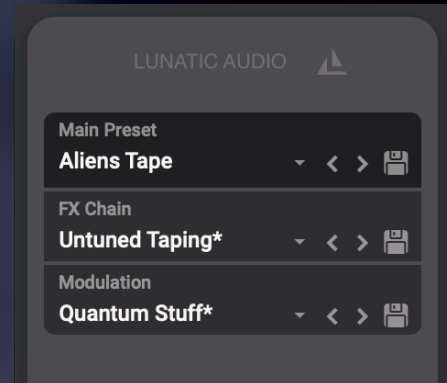 LUNATIC AUDIO
Main Preset
Aliens Tape
FX Chain
Untuned Taping*
Modulation
Quantum Stuff*